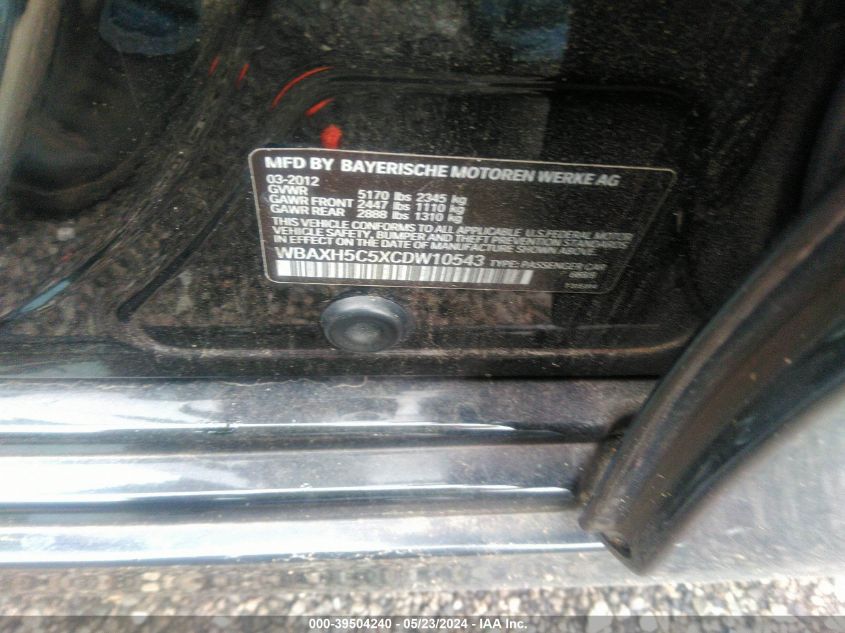 MFD BY BAYERISCHE MOTOREN WERKE AG
03-2012
GVWR 5170 lbs 2345 kg
GAWR FRONT 2447 lbs 1110 kg
GAWR REAR 2888 lbs 1310 kg
THIS VEHICLE CONFORMS TO ALL APPLICABLE U.S.FEDERAL MOTOR
VEHICLE SAFETY, BUMPER AND THEFT PREVENTION STANDARDS
IN EFFECT ON THE DATE OF MANUFACTURE SHOWN ABOVE.
WBAXH5C5XCDW10543 TYPE: PASSENGER CAR
000-39504240 - 05/23/2024 - IAA Inc.